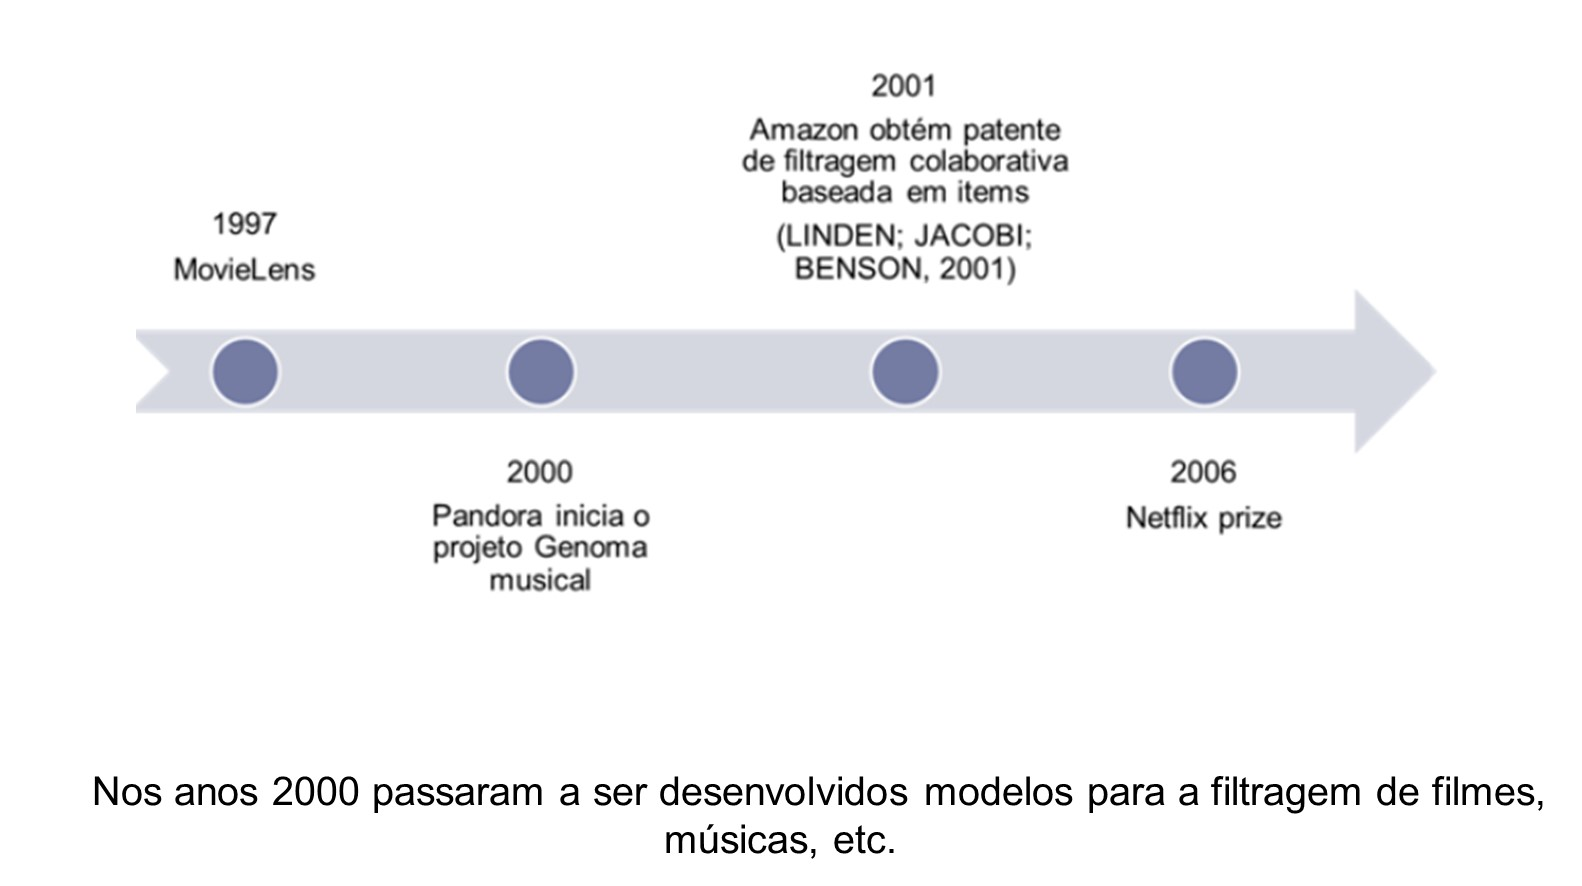 1997
MovieLens
2000
Pandora inicia o
projeto Genoma
musical
2001
Amazon obtém patente
de filtragem colaborativa
baseada em items
(LINDEN; JACOBI;
BENSON, 2001)
2006
Netflix prize
Nos anos 2000 passaram a ser desenvolvidos modelos para a filtragem de filmes,
músicas, etc.